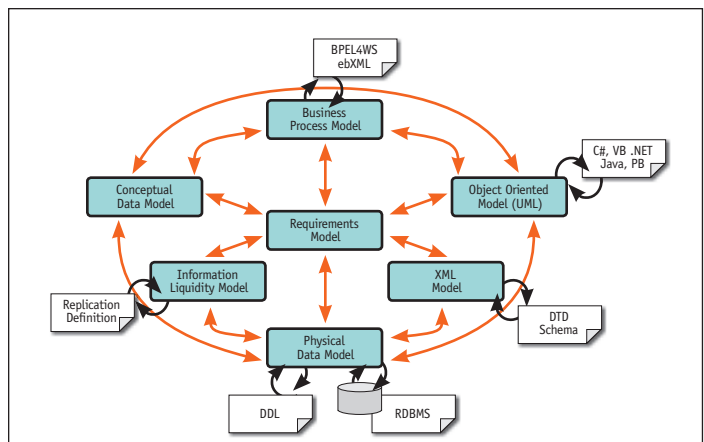 BPEL4WS
ebXML
Business
Process Model
C#, VB .NET
Java, PB
Conceptual
Data Model
Object Oriented
Model (UML)
Requirements
Model
Information
Liquidity Model
XML
Model
Replication
Definition
DTD
Schema
Physical
Data Model
DDL
RDBMS